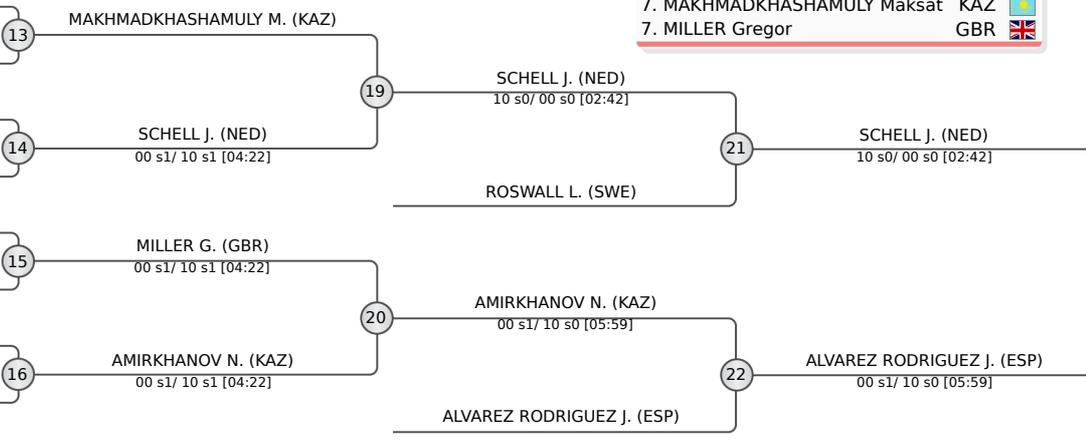 7. MAKHMADKHASHAMULY Maksat KAZ
7. MILLER Gregor GBR
13
MAKHMADKHASHAMULY M. (KAZ)
19
SCHELL J. (NED)
10 s0/ 00 s0 [02:42]
14
SCHELL J. (NED)
00 s1/ 10 s1 [04:22]
21
SCHELL J. (NED)
10 s0/ 00 s0 [02:42]
ROSWALL L. (SWE)
15
MILLER G. (GBR)
00 s1/ 10 s1 [04:22]
20
AMIRKHANOV N. (KAZ)
00 s1/ 10 s0 [05:59]
16
AMIRKHANOV N. (KAZ)
00 s1/ 10 s1 [04:22]
22
ALVAREZ RODRIGUEZ J. (ESP)
00 s1/ 10 s0 [05:59]
ALVAREZ RODRIGUEZ J. (ESP)